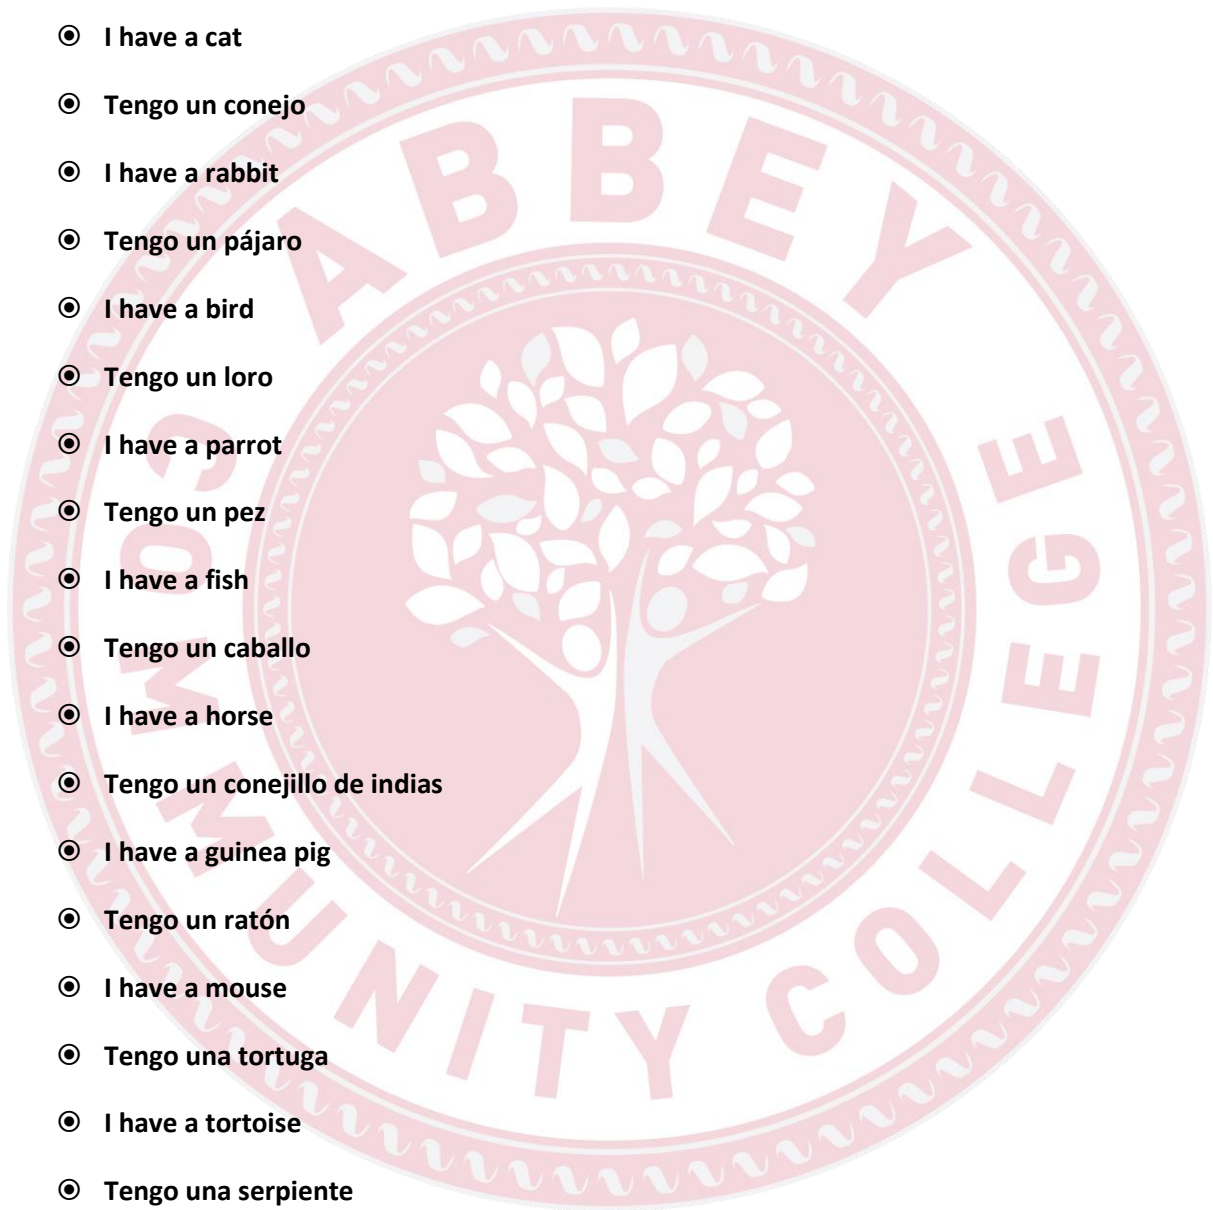 I have a cat
Tengo un conejo
I have a rabbit
Tengo un pájaro
I have a bird
Tengo un loro
I have a parrot
Tengo un pez
I have a fish
Tengo un caballo
I have a horse
Tengo un conejillo de indias
I have a guinea pig
Tengo un ratón
I have a mouse
Tengo una tortuga
I have a tortoise
Tengo una serpiente
ABBEY
COMMUNITY COLLEGE